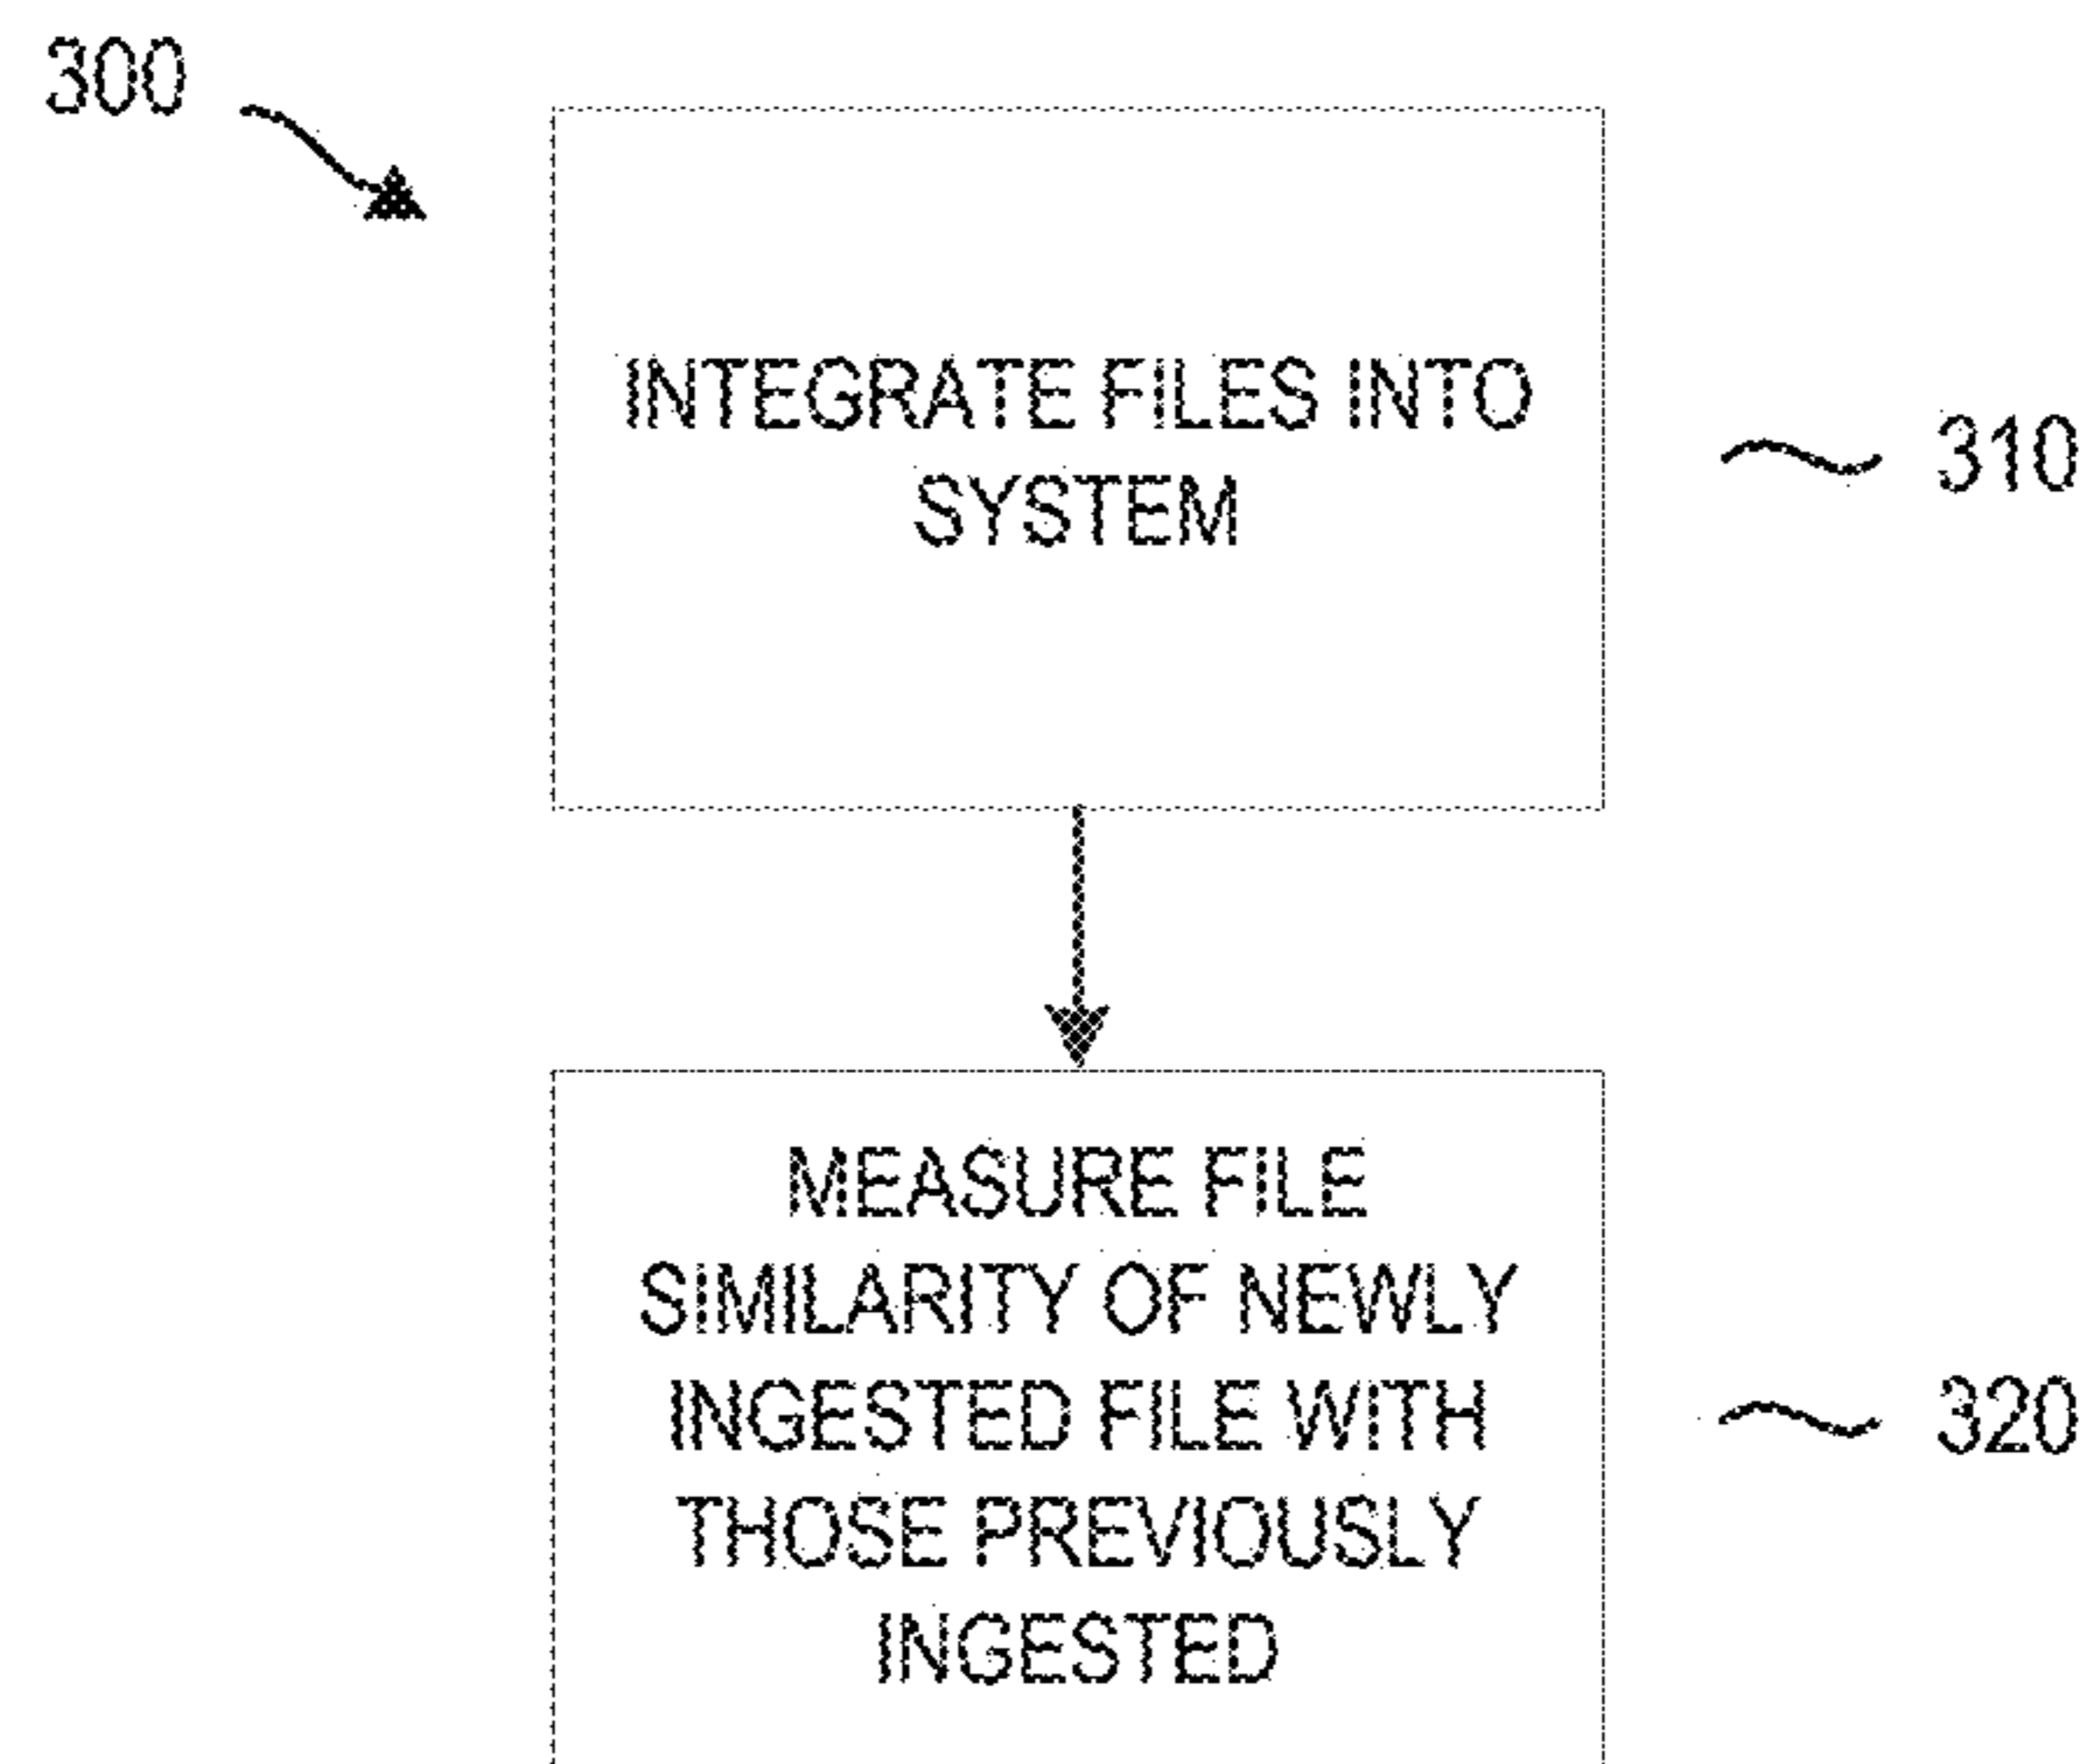 300
INTEGRATE FILES INTO
SYSTEM
310
MEASURE FILE
SIMILARITY OF NEWLY
INGESTED FILE WITH
THOSE PREVIOUSLY
INGESTED
320